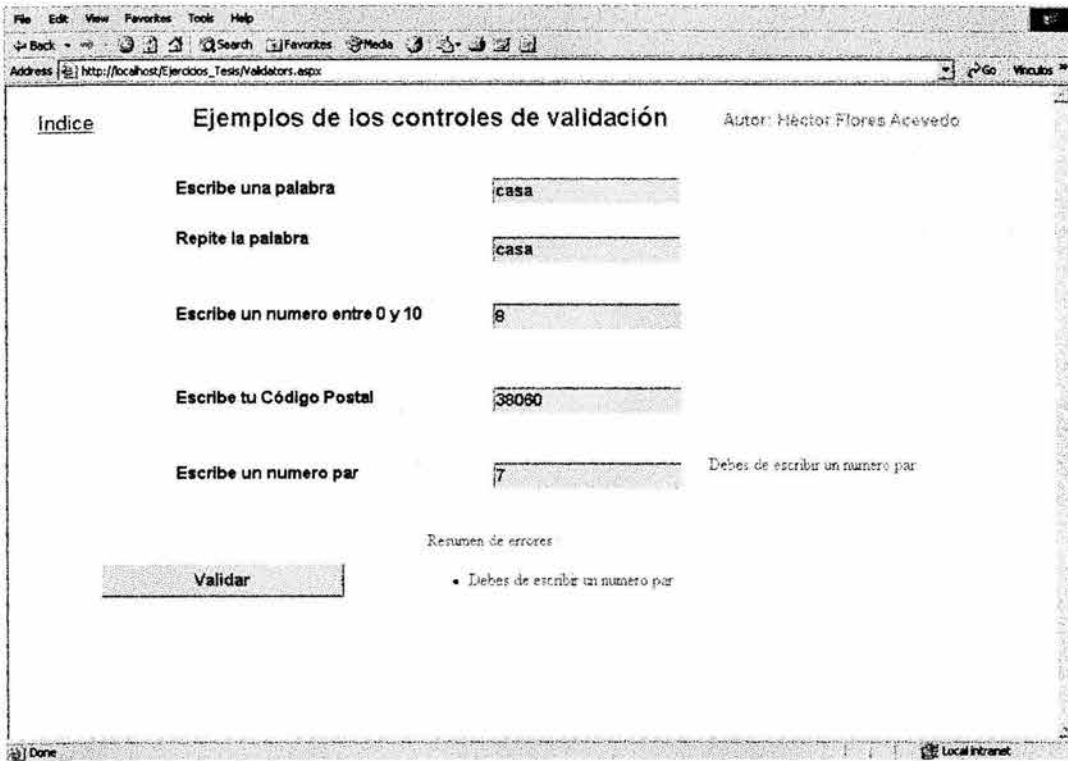 File Edit View Favorites Tools Help
Back Search Favorites Media
Address http://localhost/Ejercicios_Tesis/Validators.aspx Go Vinculos »
Indice Ejemplos de los controles de validación Autor: Héctor Flores Acevedo
Escribe una palabra casa
Repite la palabra casa
Escribe un numero entre 0 y 10 8
Escribe tu Código Postal 38060
Escribe un numero par 7 Debes de escribir un numero par
Resumen de errores
Validar • Debes de escribir un numero par
Done Local intranet